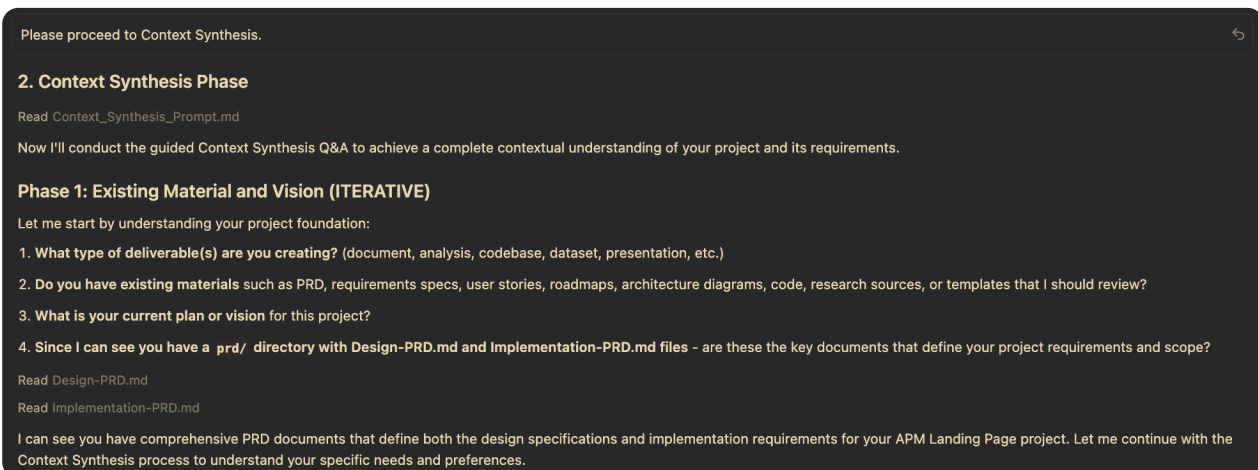 Please proceed to Context Synthesis.
2. Context Synthesis Phase
Read Context_Synthesis_Prompt.md
Now I'll conduct the guided Context Synthesis Q&A to achieve a complete contextual understanding of your project and its requirements.
Phase 1: Existing Material and Vision (ITERATIVE)
Let me start by understanding your project foundation:
1. What type of deliverable(s) are you creating? (document, analysis, codebase, dataset, presentation, etc.)
2. Do you have existing materials such as PRD, requirements specs, user stories, roadmaps, architecture diagrams, code, research sources, or templates that I should review?
3. What is your current plan or vision for this project?
4. Since I can see you have a prd/ directory with Design-PRD.md and Implementation-PRD.md files - are these the key documents that define your project requirements and scope?
Read Design-PRD.md
Read Implementation-PRD.md
I can see you have comprehensive PRD documents that define both the design specifications and implementation requirements for your APM Landing Page project. Let me continue with the
Context Synthesis process to understand your specific needs and preferences.